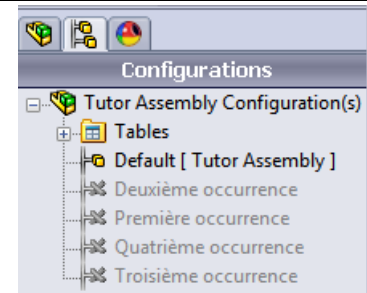 Configurations
Tutor Assembly Configuration(s)
Tables
Default [ Tutor Assembly ]
Deuxième occurrence
Première occurrence
Quatrième occurrence
Troisième occurrence